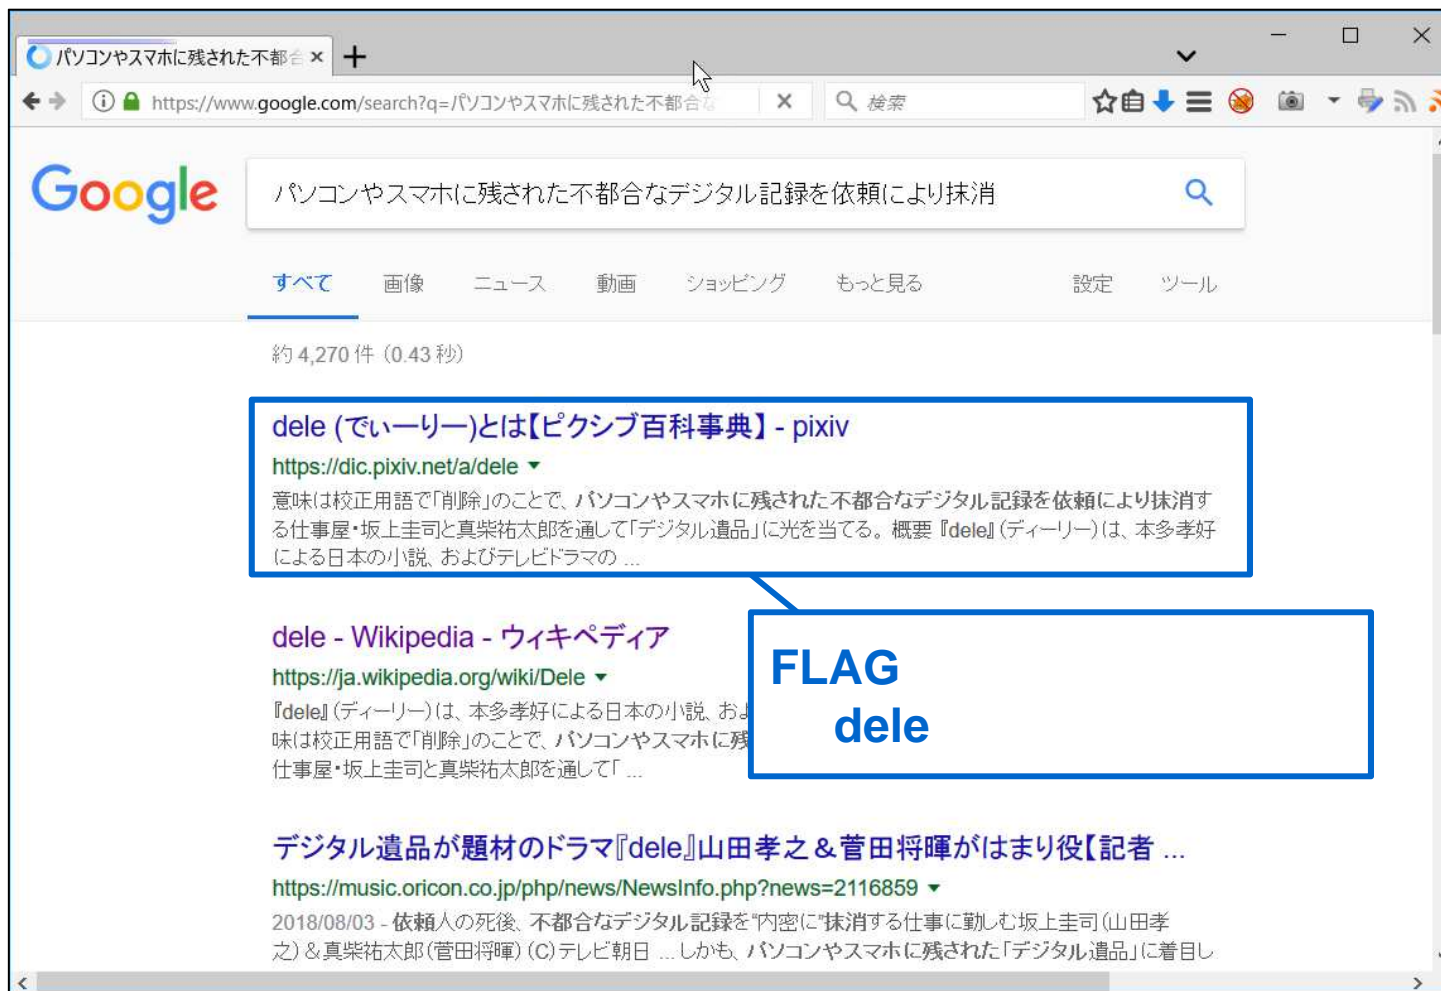 パソコンやスマホに残された不都合
https://www.google.com/search?q=パソコンやスマホに残された不都合な
検索
Google
パソコンやスマホに残された不都合なデジタル記録を依頼により抹消
すべて 画像 ニュース 動画 ショッピング もっと見る 設定 ツール
約 4,270 件 (0.43 秒)
dele (でぃーりー)とは【ピクシブ百科事典】 - pixiv
https://dic.pixiv.net/a/dele
意味は校正用語で「削除」のことで、パソコンやスマホに残された不都合なデジタル記録を依頼により抹消す
る仕事屋・坂上圭司と真柴祐太郎を通して「デジタル遺品」に光を当てる。 概要 『dele』(ディーリー)は、本多孝好
による日本の小説、およびテレビドラマの ...
dele - Wikipedia - ウィキペディア
https://ja.wikipedia.org/wiki/Dele
『dele』(ディーリー)は、本多孝好による日本の小説、およ
味は校正用語で「削除」のことで、パソコンやスマホに残
仕事屋・坂上圭司と真柴祐太郎を通して「 ...
FLAG
dele
デジタル遺品が題材のドラマ『dele』山田孝之&菅田将暉がはまり役【記者 ...
https://music.oricon.co.jp/php/news/NewsInfo.php?news=2116859
2018/08/03 - 依頼人の死後、不都合なデジタル記録を"内密に"抹消する仕事に勤しむ坂上圭司(山田孝
之)&真柴祐太郎(菅田将暉) (C)テレビ朝日 ... しかも、パソコンやスマホに残された「デジタル遺品」に着目し